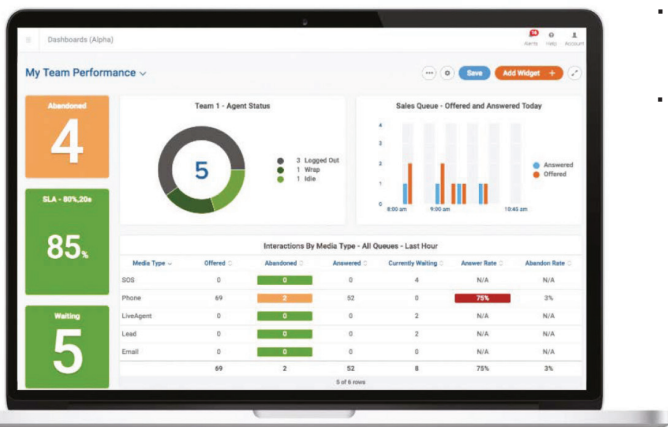 Dashboards (Alpha)
Alerts Help Account
My Team Performance
Save
Add Widget +
Abandoned
4
SLA - 80%,20s
85%
Waiting
5
Team 1 - Agent Status
5
3 Logged Out
1 Wrap
1 Idle
Sales Queue - Offered and Answered Today
4
3
2
1
0
8:00 am 9:00 am 10:45 am
Answered
Offered
Interactions By Media Type - All Queues - Last Hour
Media Type Offered Abandoned Answered Currently Waiting Answer Rate Abandon Rate
SOS 0 0 0 4 N/A N/A
Phone 69 2 52 0 75% 3%
LiveAgent 0 0 0 2 N/A N/A
Lead 0 0 0 2 N/A N/A
Email 0 0 0 0 N/A N/A
69 2 52 8 75% 3%
5 of 6 rows